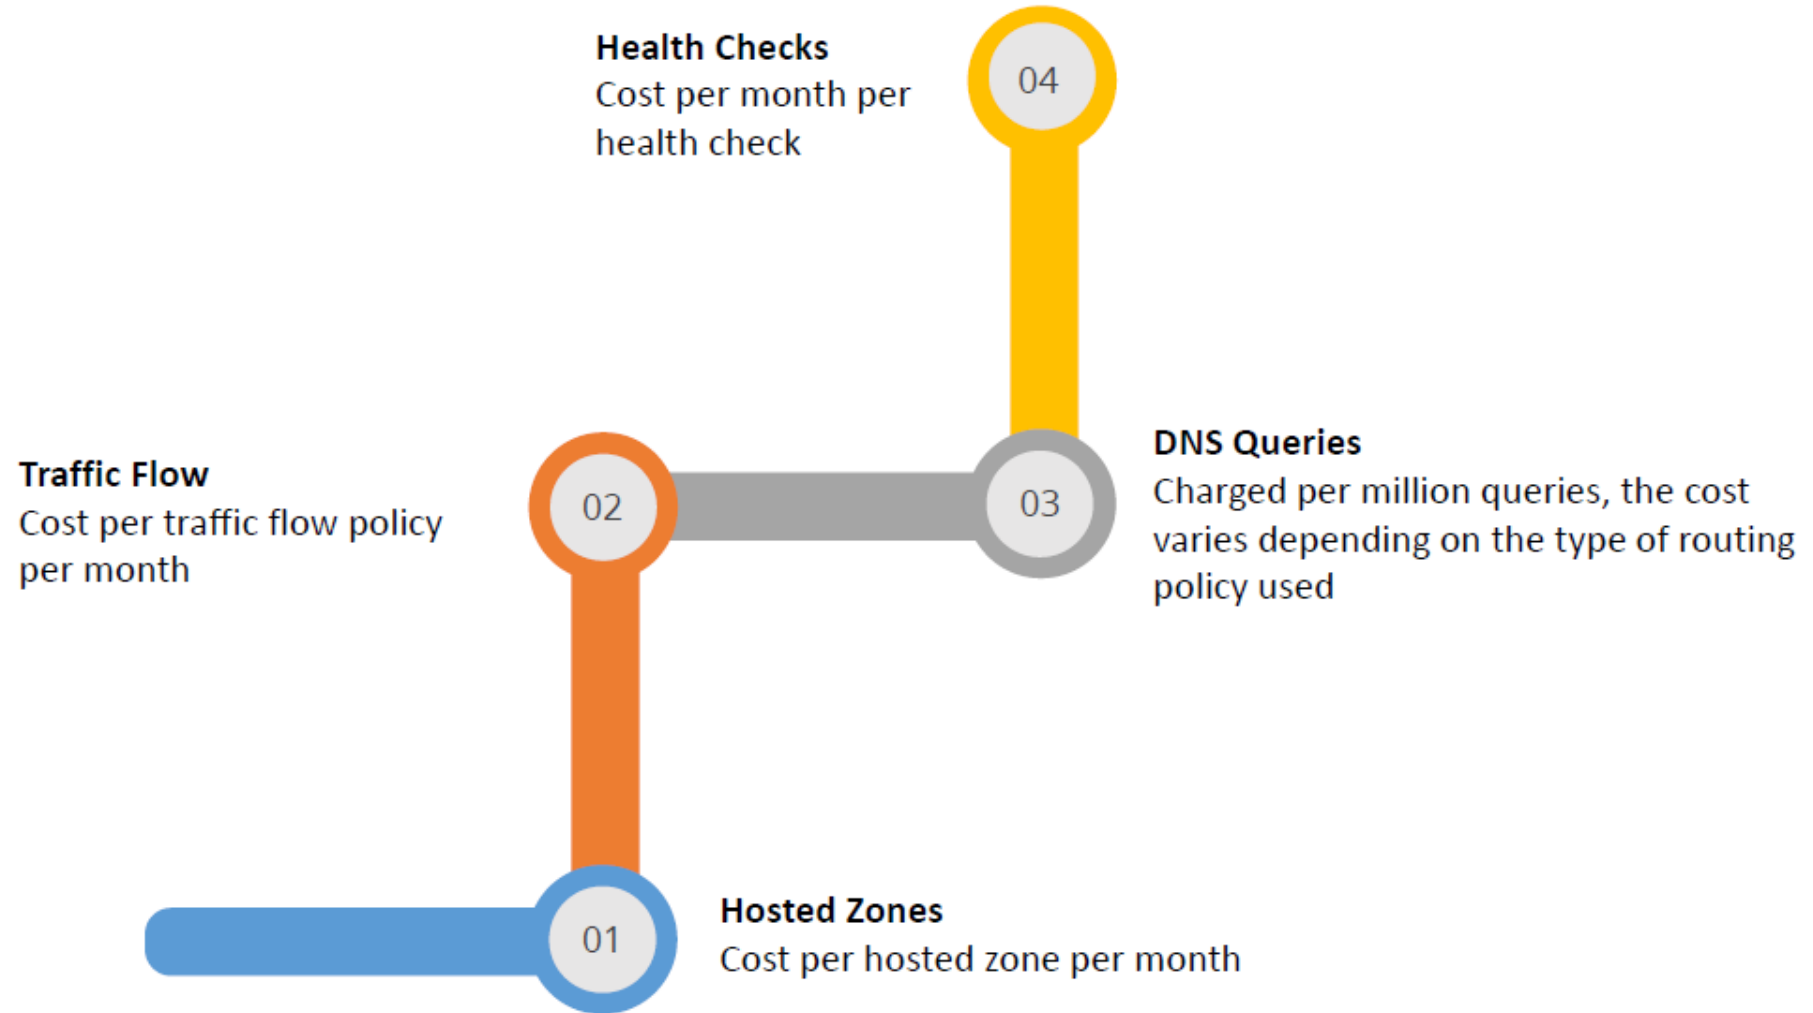 Health Checks
Cost per month per
health check
04
Traffic Flow
Cost per traffic flow policy
per month
02
03
DNS Queries
Charged per million queries, the cost
varies depending on the type of routing
policy used
01
Hosted Zones
Cost per hosted zone per month